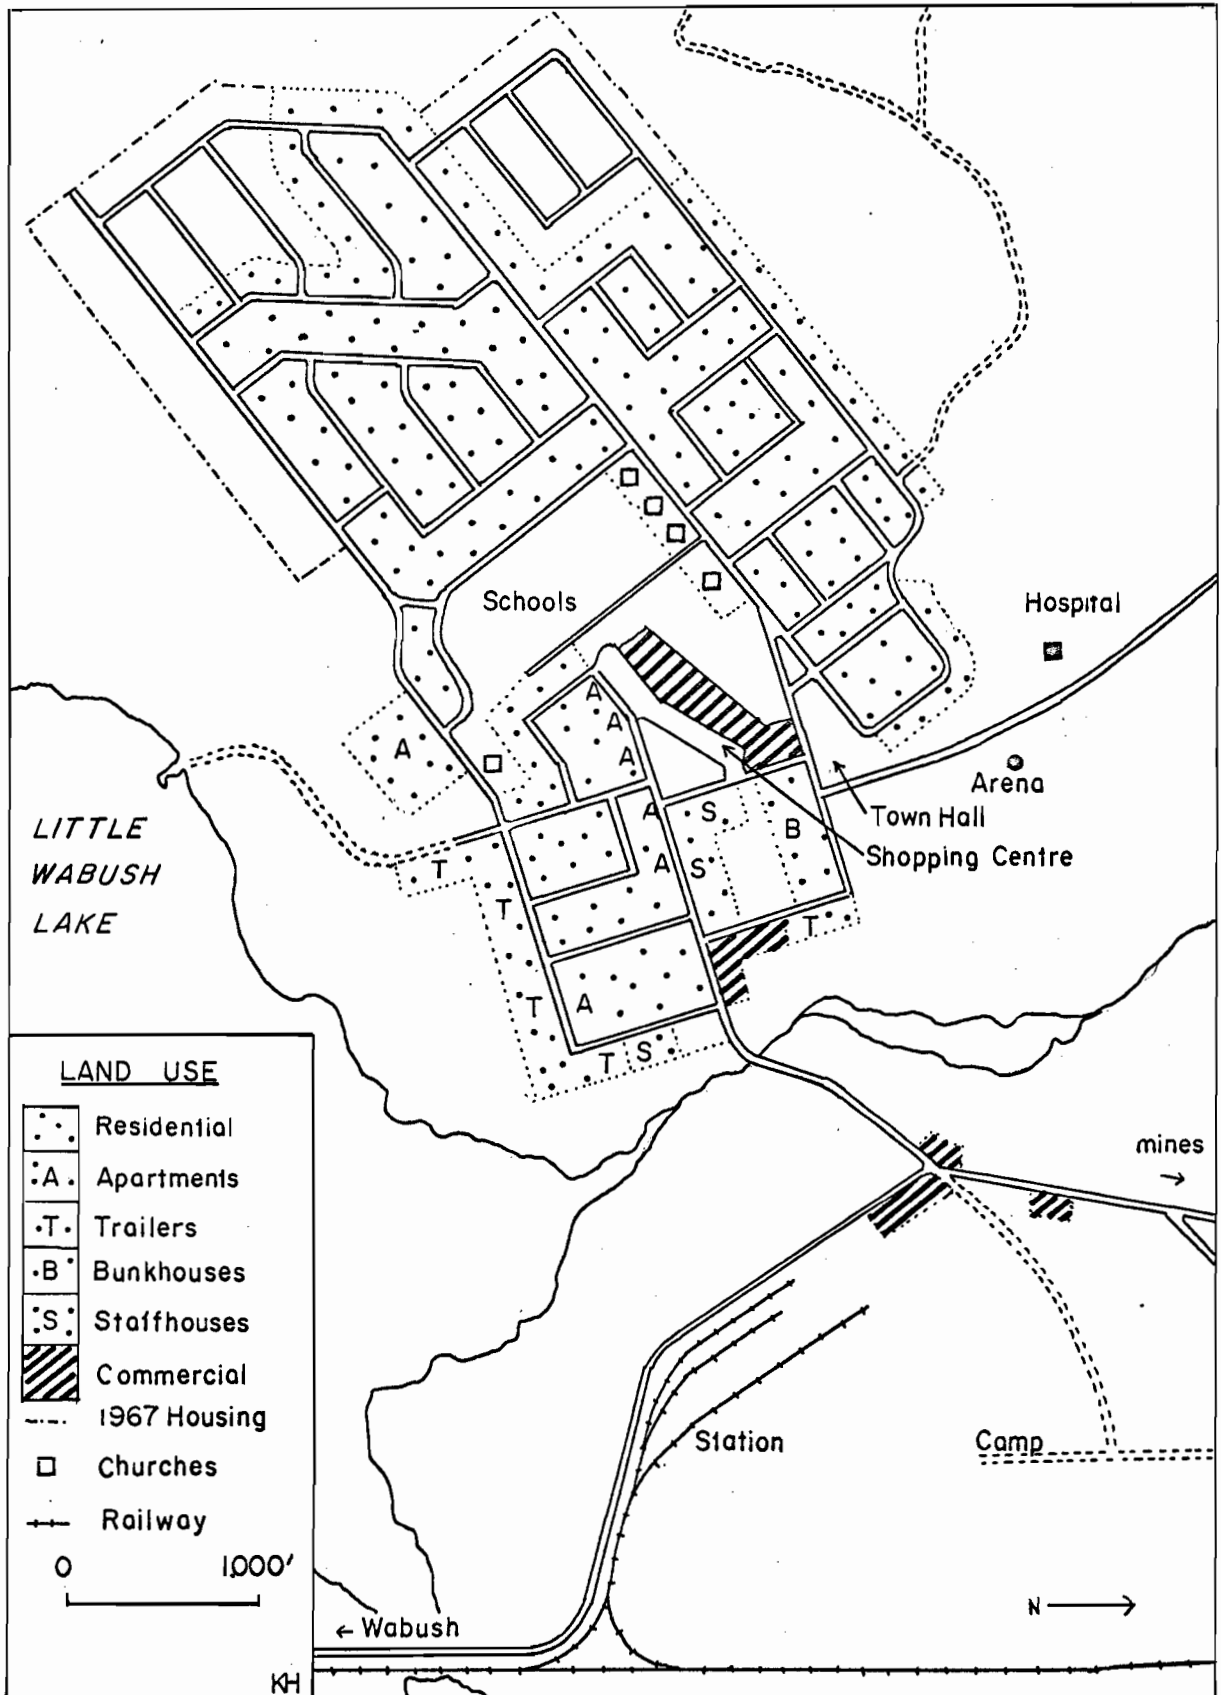 Schools
Hospital
A
A
A
A
Arena
Town Hall
Shopping Centre
A
S
B
T
A
S
T
T
T
A
T
S
LITTLE
WABUSH
LAKE
mines
Station
Camp
← Wabush
N
KH
LAND USE
Residential
A Apartments
T Trailers
B Bunkhouses
S Staffhouses
Commercial
1967 Housing
Churches
Railway
0 1,000'